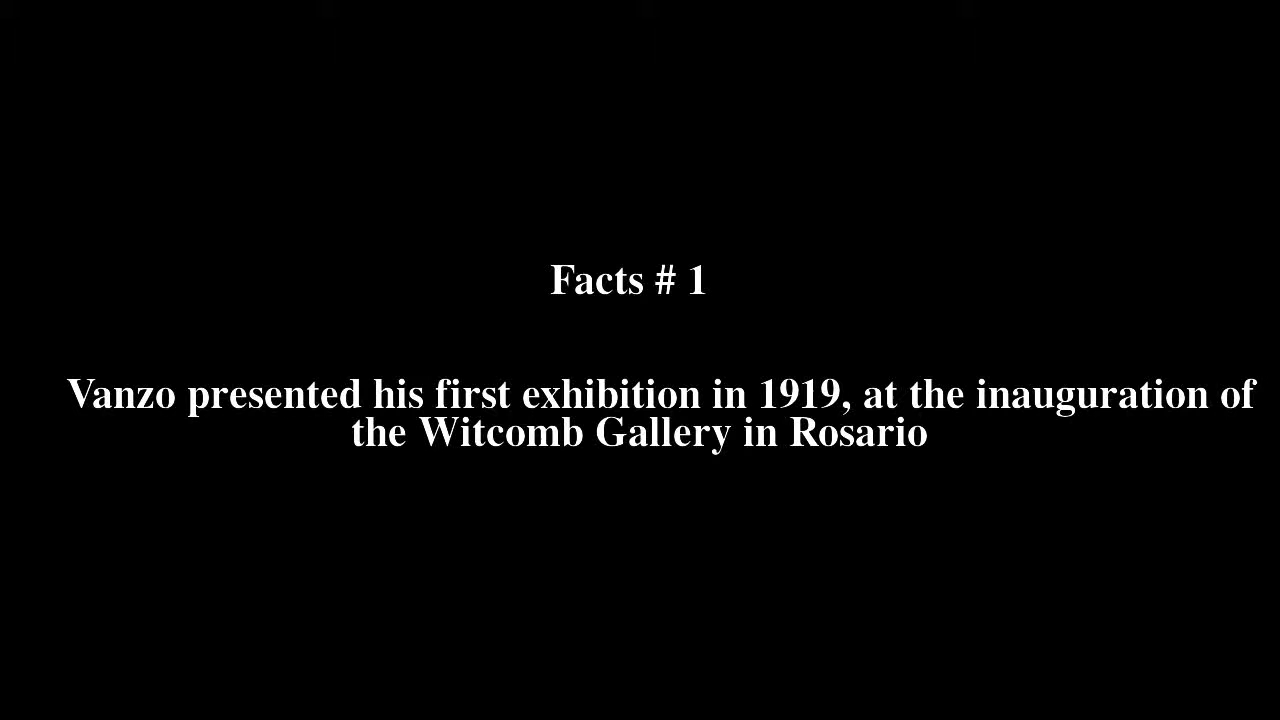 Facts # 1
Vanzo presented his first exhibition in 1919, at the inauguration of
the Witcomb Gallery in Rosario